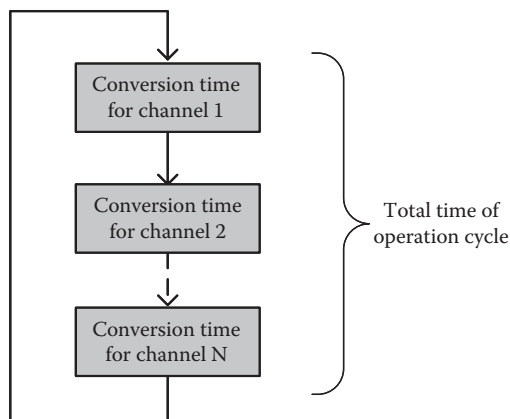 Conversion time
for channel 1
Conversion time
for channel 2
Conversion time
for channel N
Total time of
operation cycle